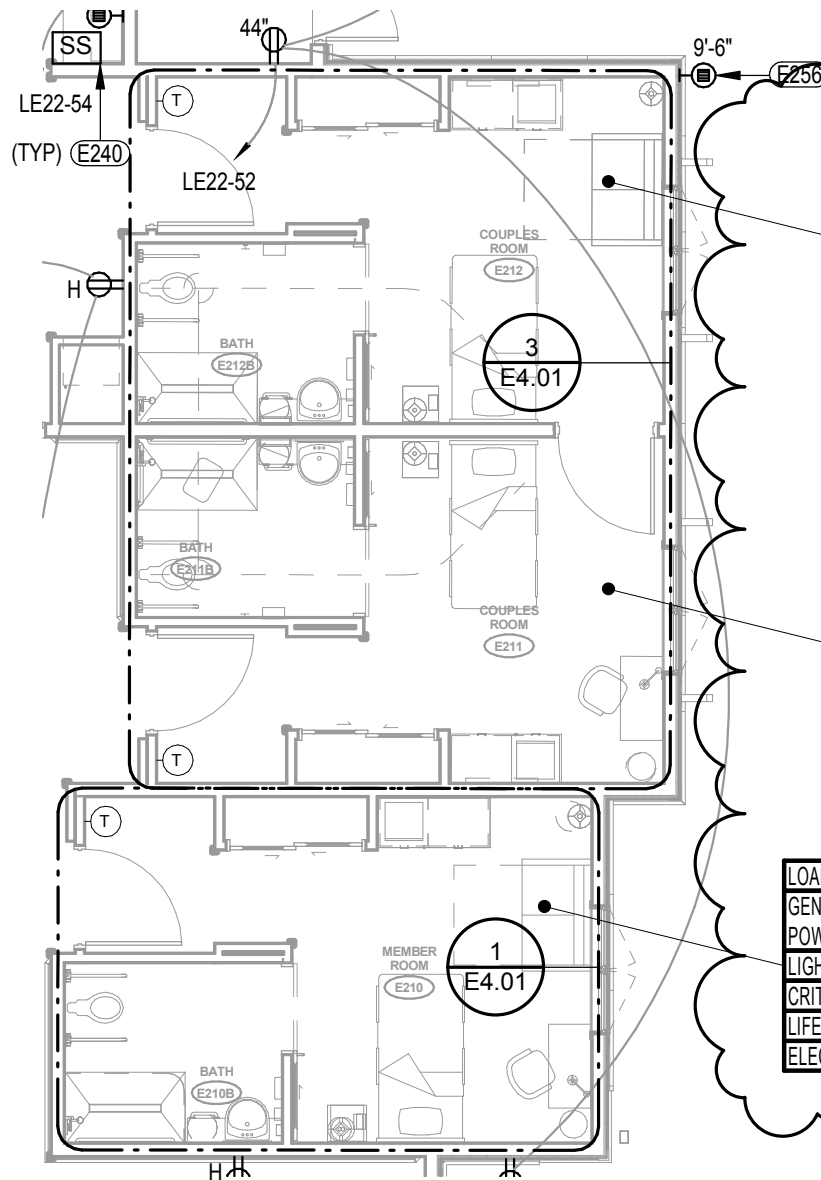 44"
9'-6"
SS
E256
LE22-54
T
(TYP) E240
LE22-52
COUPLES
ROOM
E212
H
3
E4.01
BATH
E212B
BATH
E211B
COUPLES
ROOM
E211
T
T
LOA
GEN
POW
LIGH
CRIT
LIFE
ELEC
MEMBER
ROOM
E210
1
E4.01
BATH
E210B
H